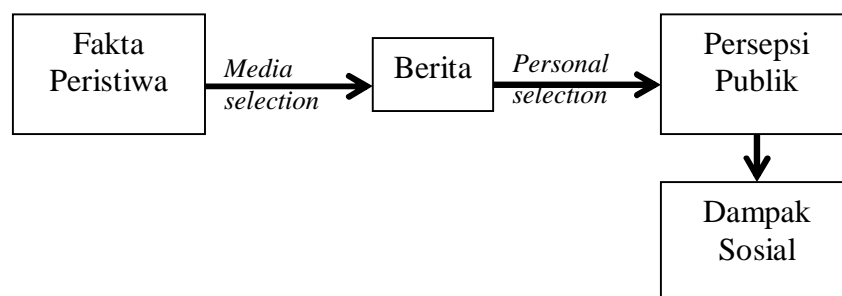 Fakta
Peristiwa
Media
selection
Berita
Personal
selection
Persepsi
Publik
Dampak
Sosial